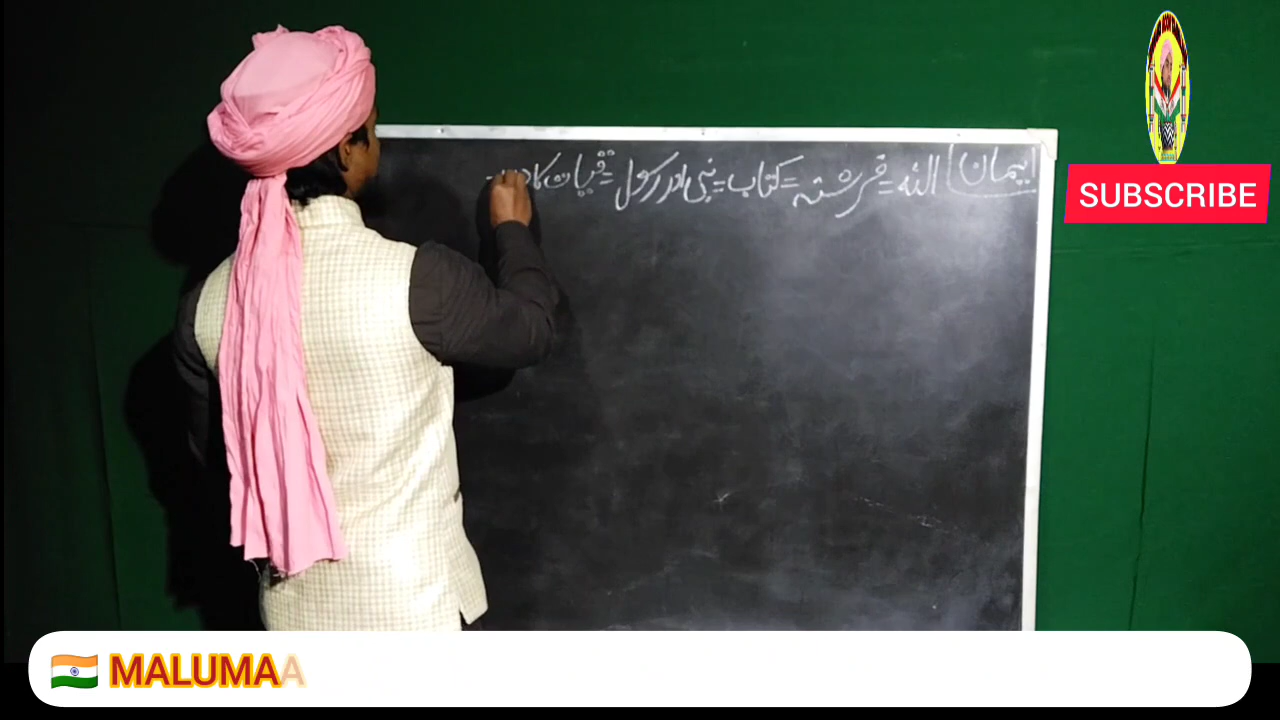 ایمان اللہ = فرشتہ = کتاب = نبی اور رسول = قیامت کا
SUBSCRIBE
MALUMAA